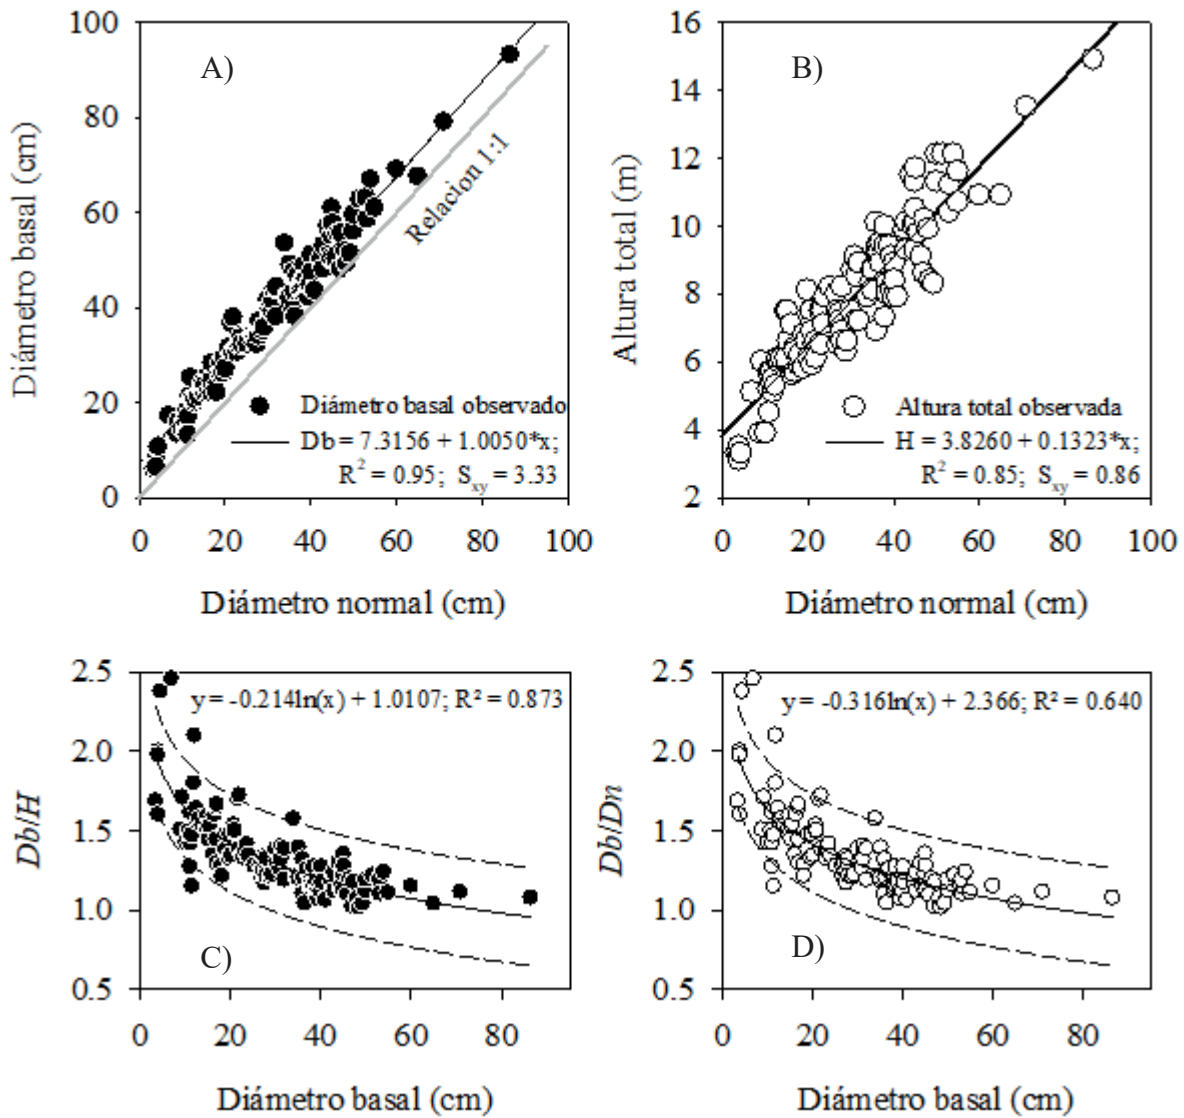 A)
Diámetro basal (cm)
100
80
60
40
20
0
Relacion 1:1
Diámetro basal observado
Db = 7.3156 + 1.0050*x;
R² = 0.95; Sxy = 3.33
0 20 40 60 80 100
Diámetro normal (cm)
B)
Altura total (m)
16
14
12
10
8
6
4
2
Altura total observada
H = 3.8260 + 0.1323*x;
R² = 0.85; Sxy = 0.86
0 20 40 60 80 100
Diámetro normal (cm)
C)
Db/H
2.5
2.0
1.5
1.0
0.5
y = -0.214ln(x) + 1.0107; R² = 0.873
0 20 40 60 80
Diámetro basal (cm)
D)
Db/Dn
2.5
2.0
1.5
1.0
0.5
y = -0.316ln(x) + 2.366; R² = 0.640
0 20 40 60 80
Diámetro basal (cm)